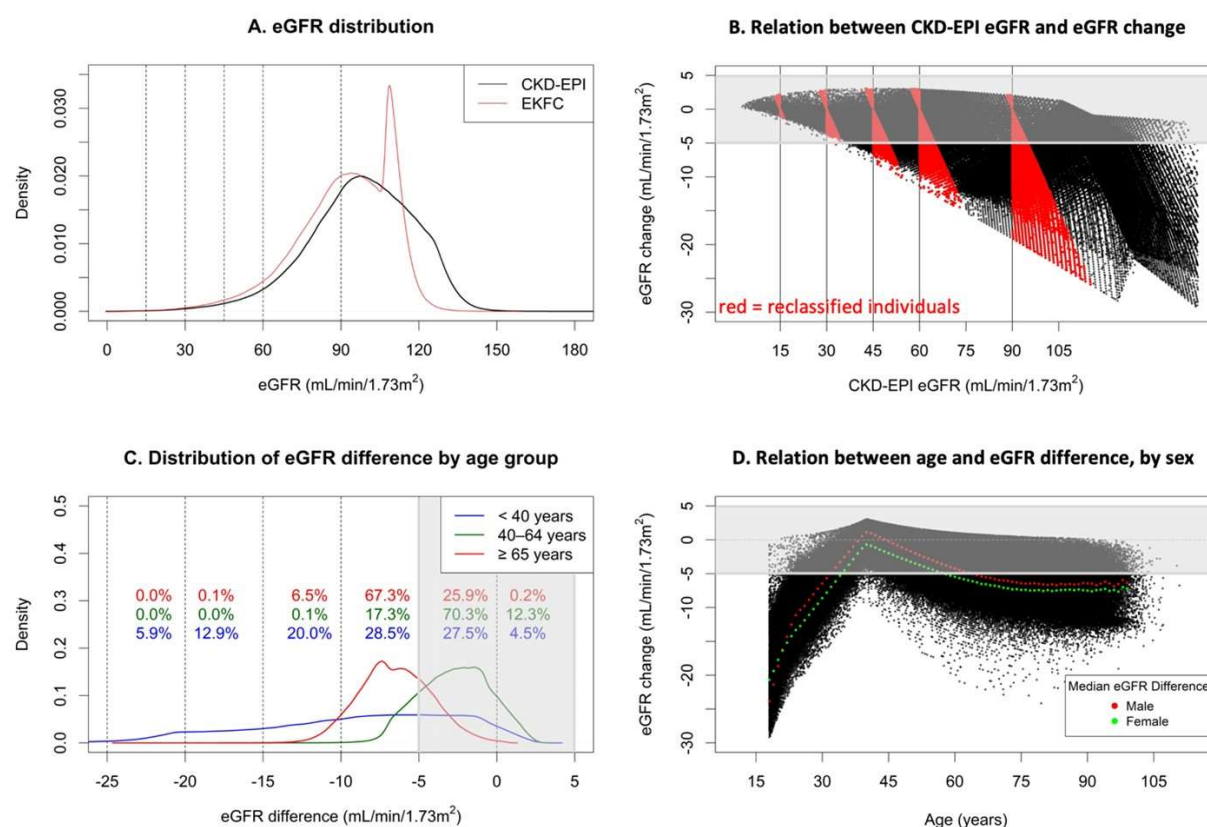 A. eGFR distribution
CKD-EPI
EKFC
Density
0.000
0.010
0.020
0.030
0 30 60 90 120 150 180
eGFR (mL/min/1.73m²)
B. Relation between CKD-EPI eGFR and eGFR change
eGFR change (mL/min/1.73m²)
5
0
-5
-10
-20
-30
red = reclassified individuals
15 30 45 60 75 90 105
CKD-EPI eGFR (mL/min/1.73m²)
C. Distribution of eGFR difference by age group
< 40 years
40–64 years
≥ 65 years
Density
0.5
0.4
0.3
0.2
0.1
0.0
0.0% 0.1% 6.5% 67.3% 25.9% 0.2%
0.0% 0.0% 0.1% 17.3% 70.3% 12.3%
5.9% 12.9% 20.0% 28.5% 27.5% 4.5%
-25 -20 -15 -10 -5 0 5
eGFR difference (mL/min/1.73m²)
D. Relation between age and eGFR difference, by sex
eGFR change (mL/min/1.73m²)
5
0
-5
-10
-20
-30
Median eGFR Difference
Male
Female
15 30 45 60 75 90 105
Age (years)